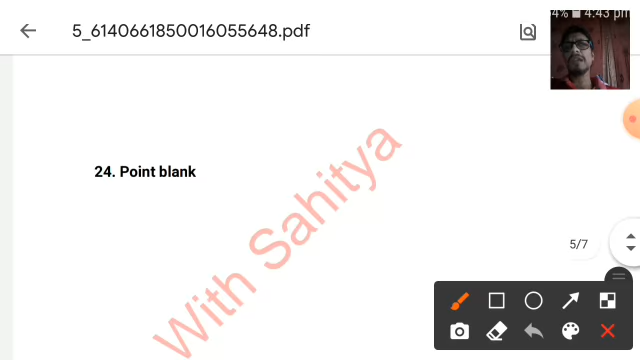 5_6140661850016055648.pdf
4% 4:43 pm
24. Point blank
With Sahitya
5/7